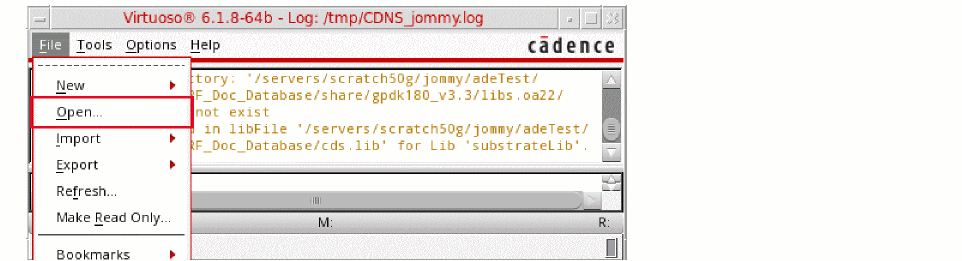 Virtuoso® 6.1.8-64b - Log: /tmp/CDNS_jommy.log
File Tools Options Help cādence
ctory: '/servers/scratch50g/jommy/adeTest/
New
RF_Doc_Database/share/gpdk180_v3.3/libs.oa22/
Open... not exist
d in libFile '/servers/scratch50g/jommy/adeTest/
Import RF_Doc_Database/cds.lib' for Lib 'substrateLib'.
Export
Refresh...
Make Read Only... M: R:
Bookmarks